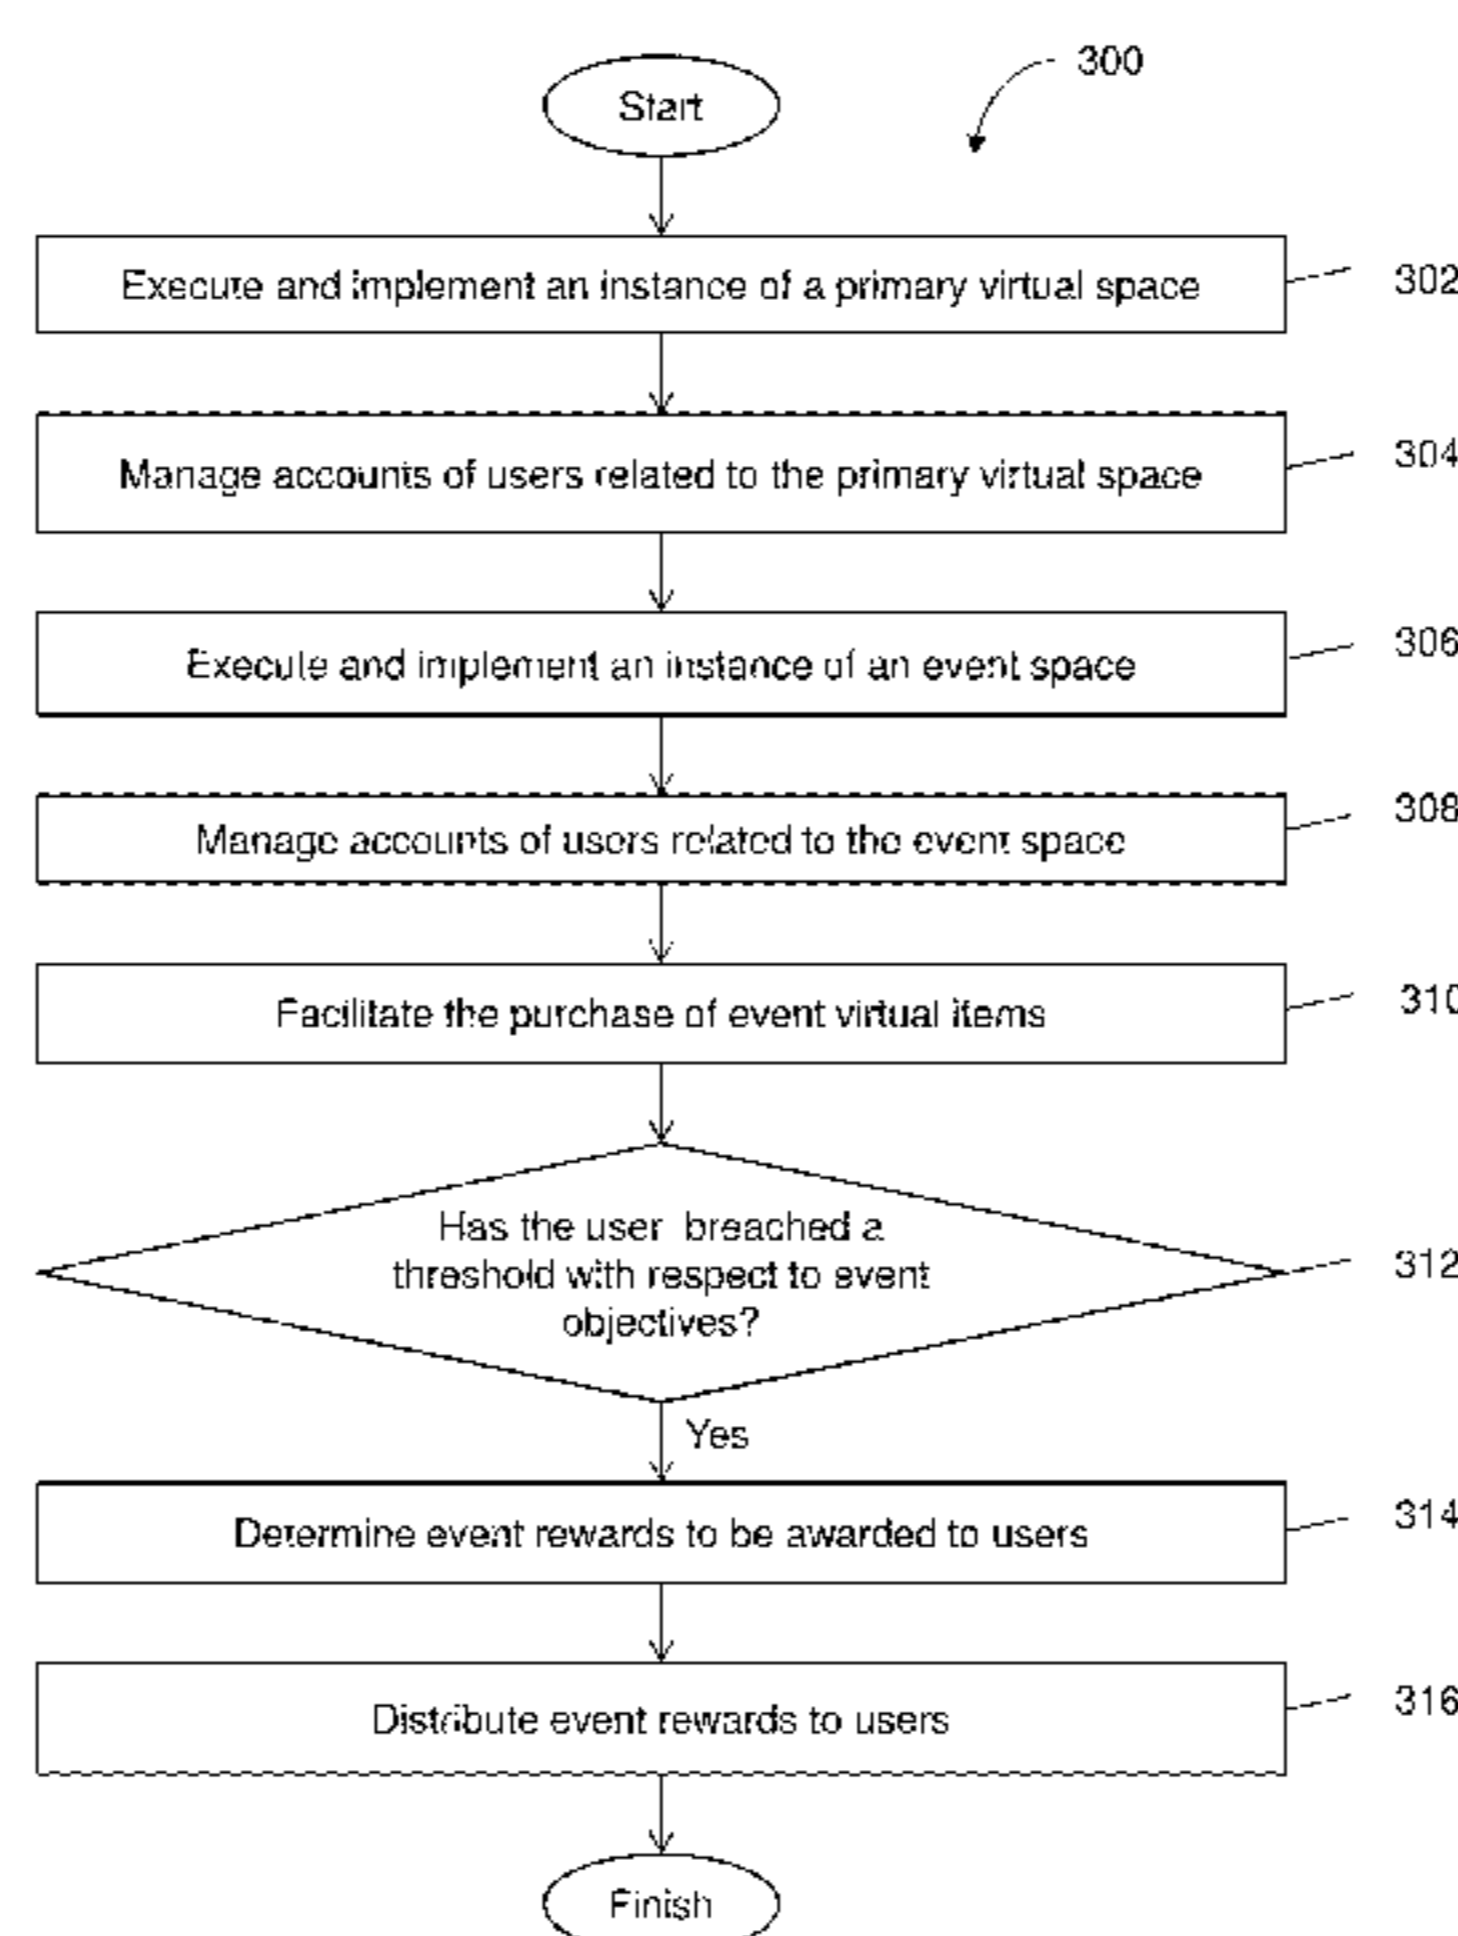 300
Start
Execute and implement an instance of a primary virtual space
302
Manage accounts of users related to the primary virtual space
304
Execute and implement an instance of an event space
306
Manage accounts of users related to the event space
308
Facilitate the purchase of event virtual items
310
Has the user breached a
threshold with respect to event
objectives?
312
Yes
Determine event rewards to be awarded to users
314
Distribute event rewards to users
316
Finish